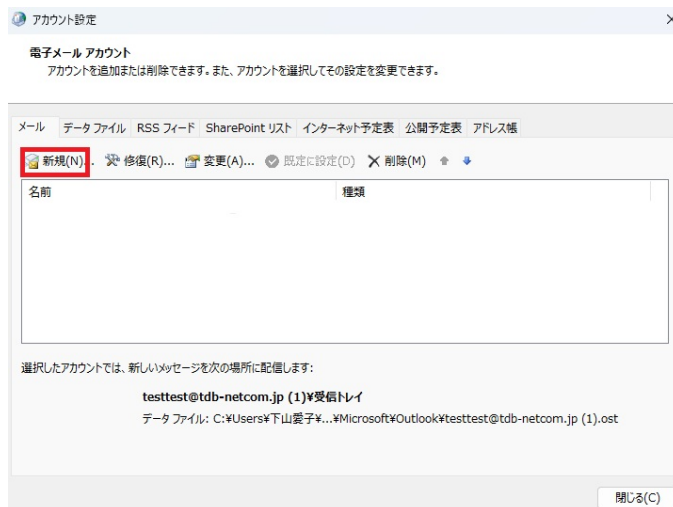 アカウント設定
電子メール アカウント
アカウントを追加または削除できます。また、アカウントを選択してその設定を変更できます。
メール データ ファイル RSS フィード SharePoint リスト インターネット予定表 公開予定表 アドレス帳
新規(N)... 修復(R)... 変更(A)... 既定に設定(D) 削除(M)
名前 種類
選択したアカウントでは、新しいメッセージを次の場所に配信します:
testtest@tdb-netcom.jp (1)¥受信トレイ
データ ファイル: C:¥Users¥下山愛子¥...¥Microsoft¥Outlook¥testtest@tdb-netcom.jp (1).ost
閉じる(C)